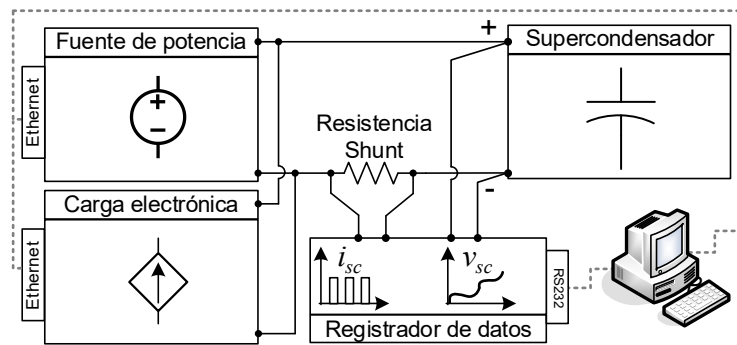 Fuente de potencia
Ethernet
+
−
Resistencia
Shunt
+
Supercondensador
-
Carga electrónica
Ethernet
i_sc
v_sc
RS232
Registrador de datos